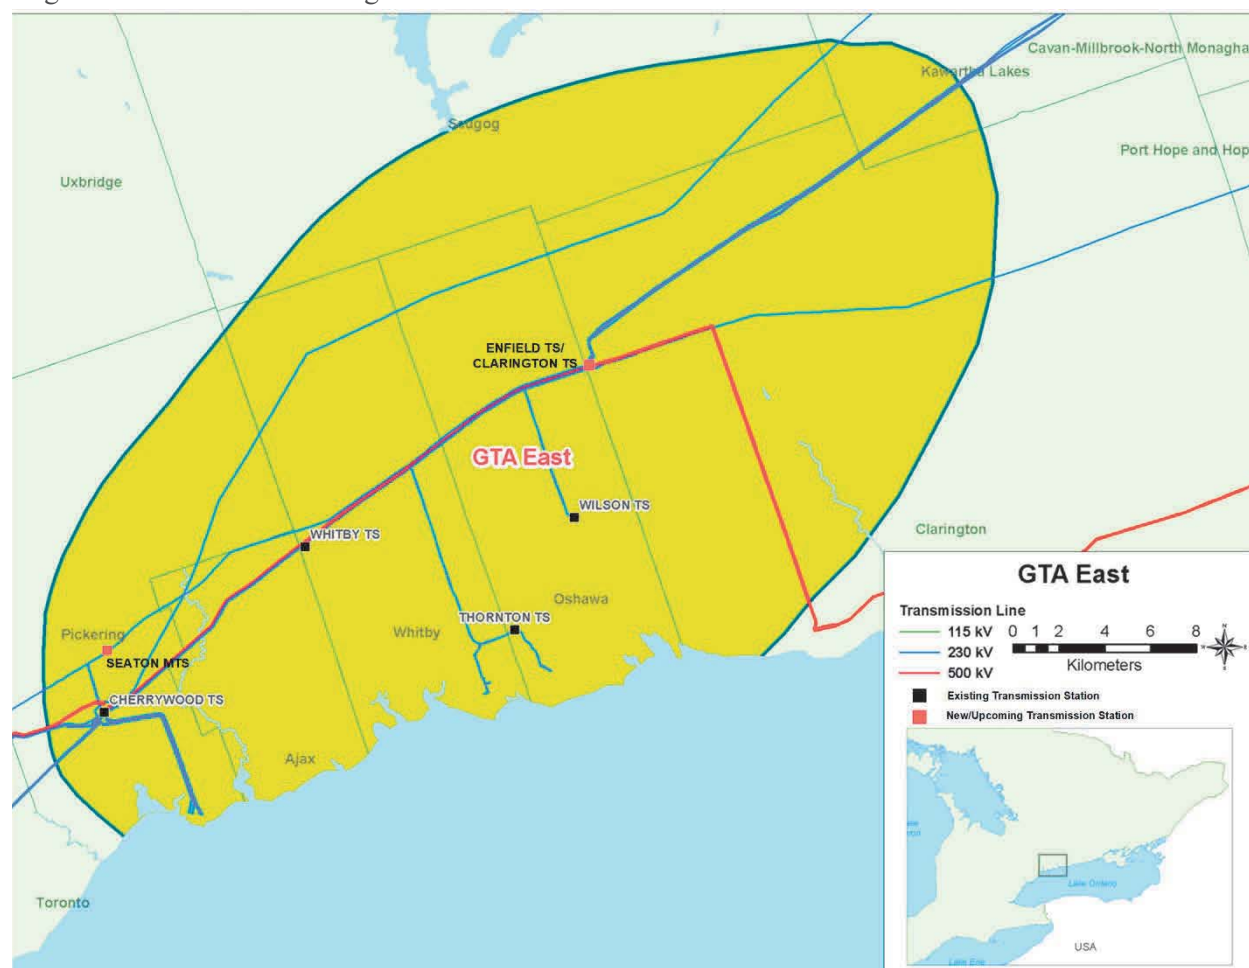 Cavan-Millbrook-North Monagha
Kawartha Lakes
Scugog
Port Hope and Hop
Uxbridge
ENFIELD TS/
CLARINGTON TS
GTA East
WILSON TS
WHITBY TS
Clarington
Oshawa
THORNTON TS
Whitby
Pickering
SEATON MTS
CHERRYWOOD TS
Ajax
Toronto
GTA East
Transmission Line
115 kV
230 kV
500 kV
0 1 2 4 6 8
Kilometers
N
Existing Transmission Station
New/Upcoming Transmission Station
Lake Ontario
USA
Lake Erie